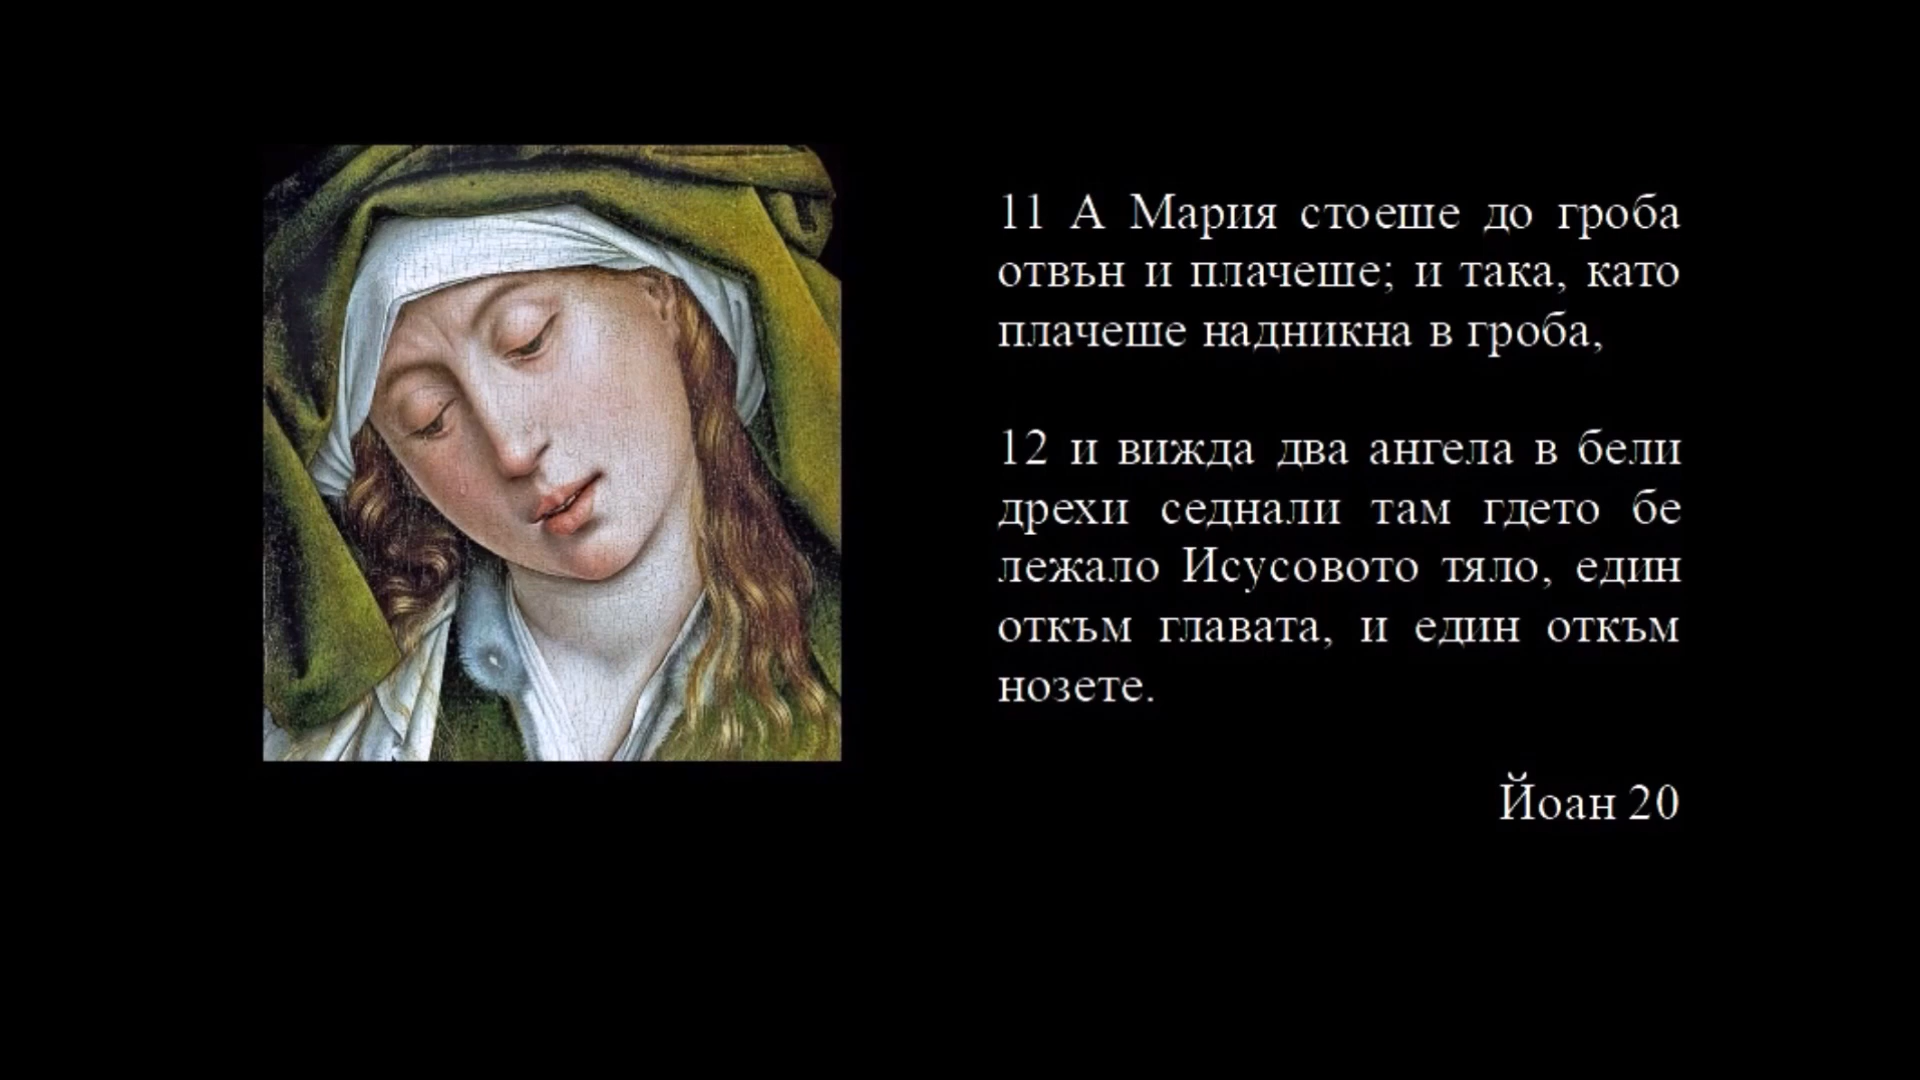 11 А Мария стоеше до гроба
отвън и плачеше; и така, като
плачеше надникна в гроба,
12 и вижда два ангела в бели
дрехи седнали там гдето бе
лежало Исусовото тяло, един
откъм главата, и един откъм
нозете.
Йоан 20